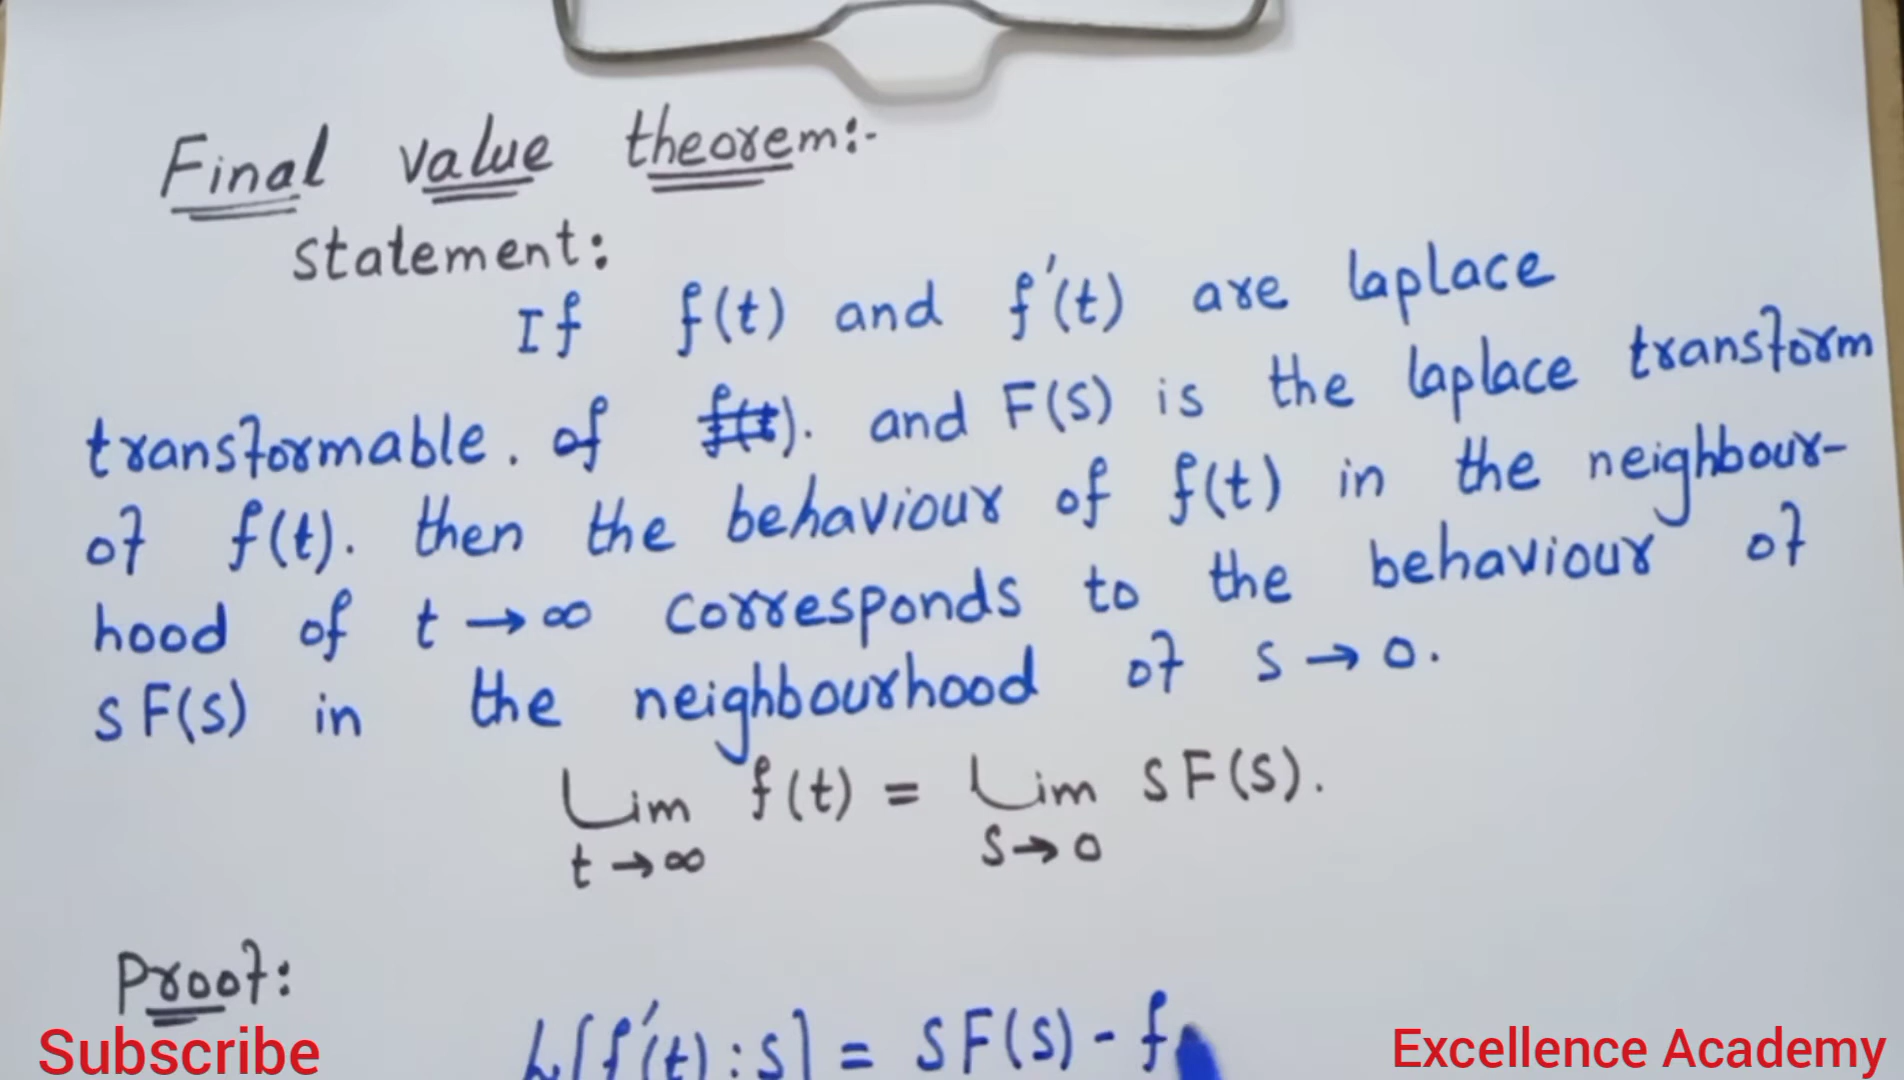 Final value theorem:-
Statement:
If f(t) and f'(t) are laplace
transformable. of f(t)). and F(S) is the laplace transform
of f(t). then the behaviour of f(t) in the neighbour-
hood of t → ∞ corresponds to the behaviour of
SF(S) in the neighbourhood of S → 0.
Lim f(t) = Lim SF(S).
t → ∞ S → 0
Proof:
L[f'(t):S] = SF(S) - f
Subscribe
Excellence Academy